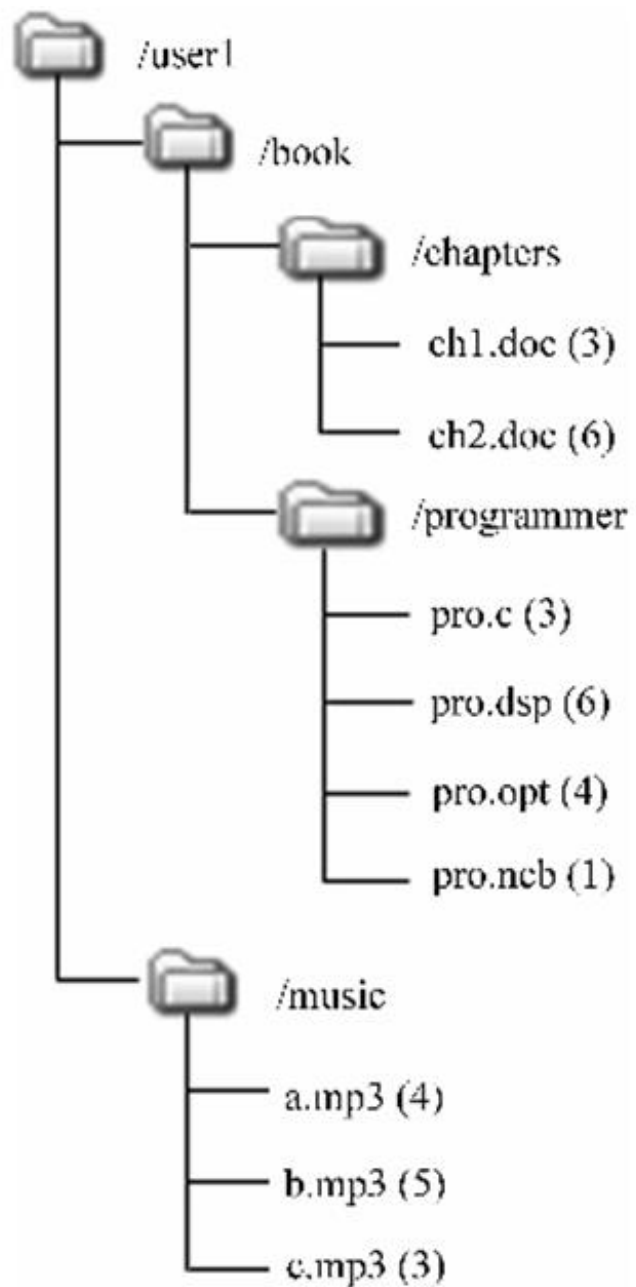 /user1
/book
/chapters
ch1.doc (3)
ch2.doc (6)
/programmer
pro.c (3)
pro.dsp (6)
pro.opt (4)
pro.ncb (1)
/music
a.mp3 (4)
b.mp3 (5)
c.mp3 (3)